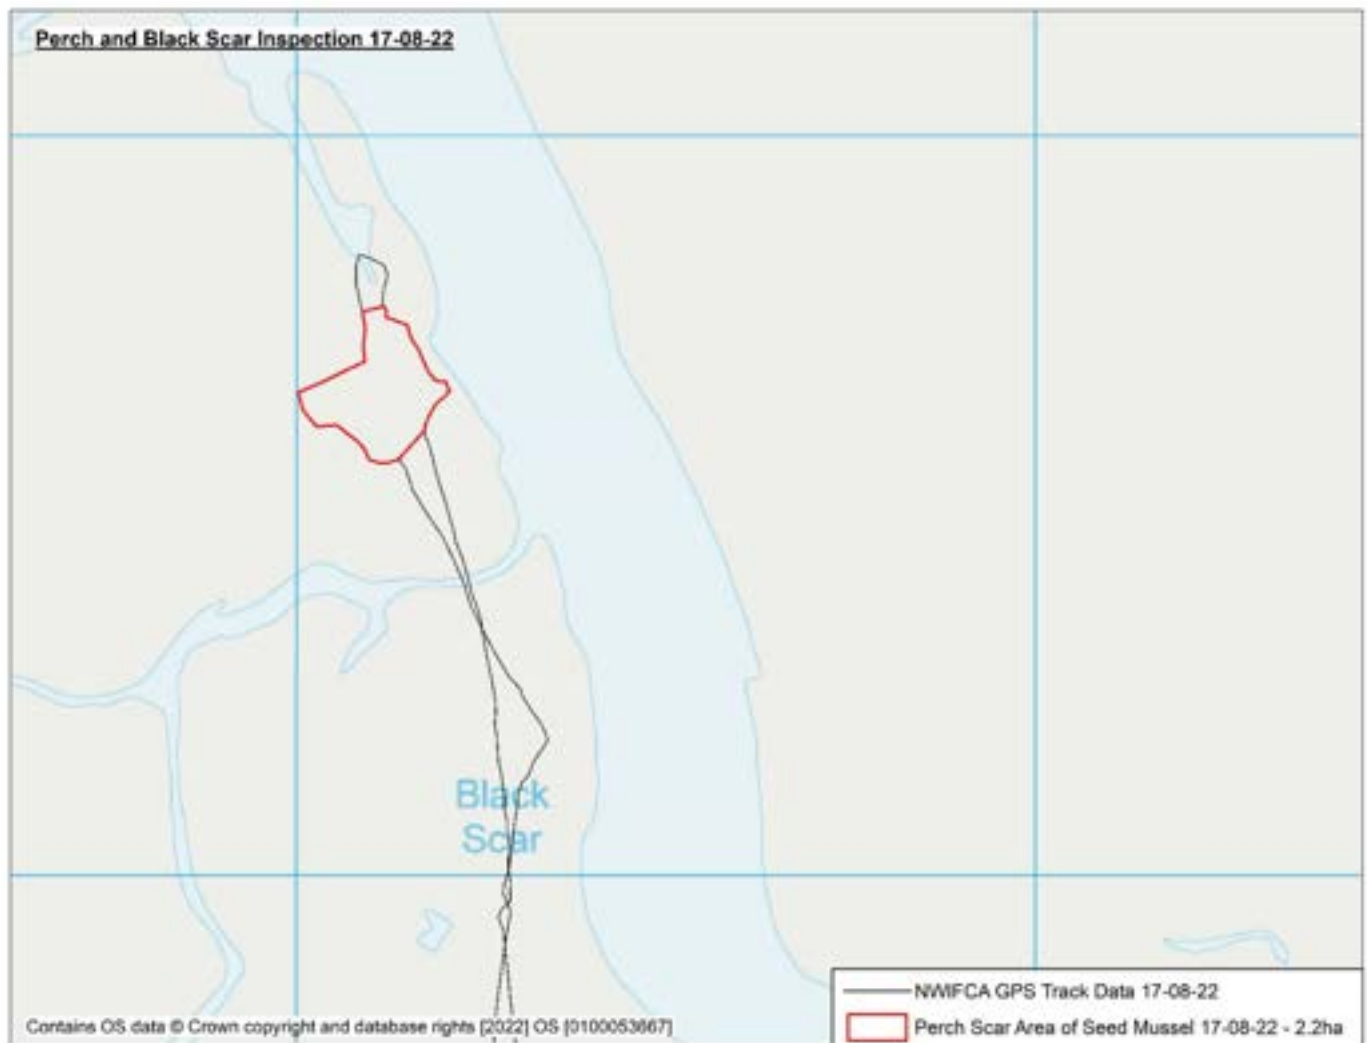 Perch and Black Scar Inspection 17-08-22
Black
Scar
NWIFCA GPS Track Data 17-08-22
Perch Scar Area of Seed Mussel 17-08-22 - 2.2ha
Contains OS data © Crown copyright and database rights [2022] OS [0100053667]